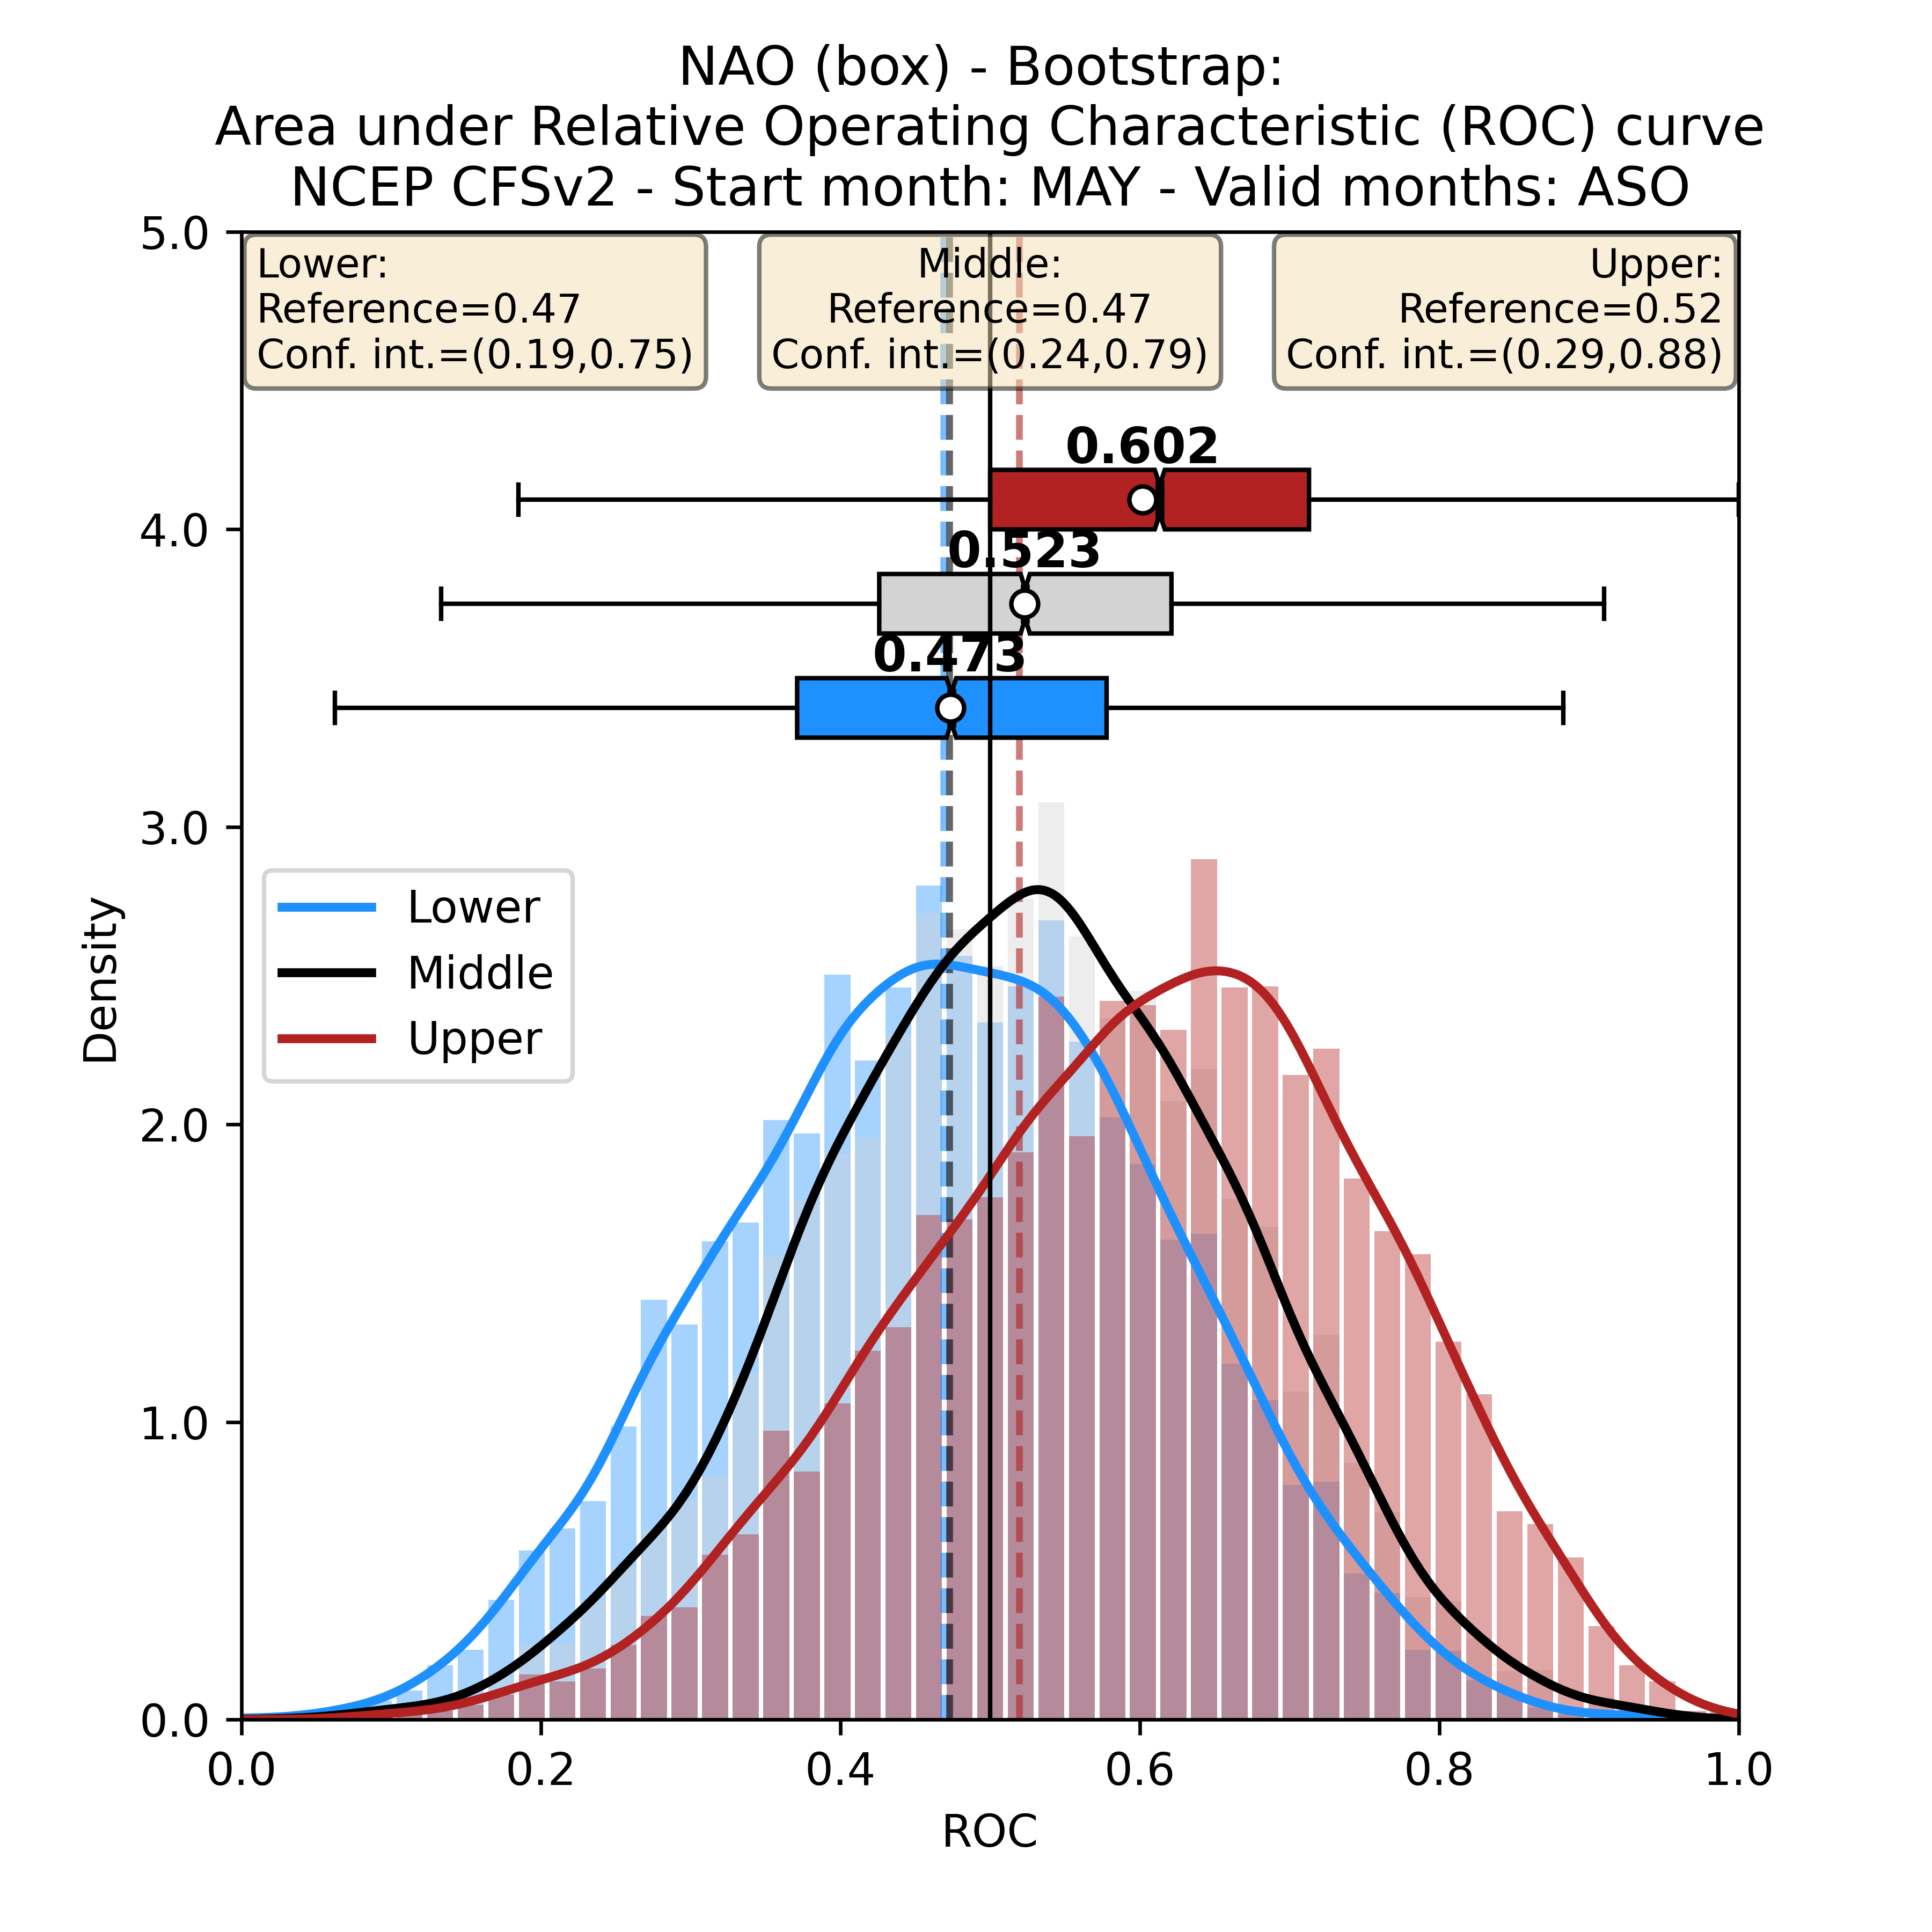 NAO (box) - Bootstrap:
Area under Relative Operating Characteristic (ROC) curve
NCEP CFSv2 - Start month: MAY - Valid months: ASO
Lower:
Reference=0.47
Conf. int.=(0.19,0.75)
Middle:
Reference=0.47
Conf. int.=(0.24,0.79)
Upper:
Reference=0.52
Conf. int.=(0.29,0.88)
0.602
0.523
0.473
Lower
Middle
Upper
Density
5.0
4.0
3.0
2.0
1.0
0.0
0.0
0.2
0.4
0.6
0.8
1.0
ROC